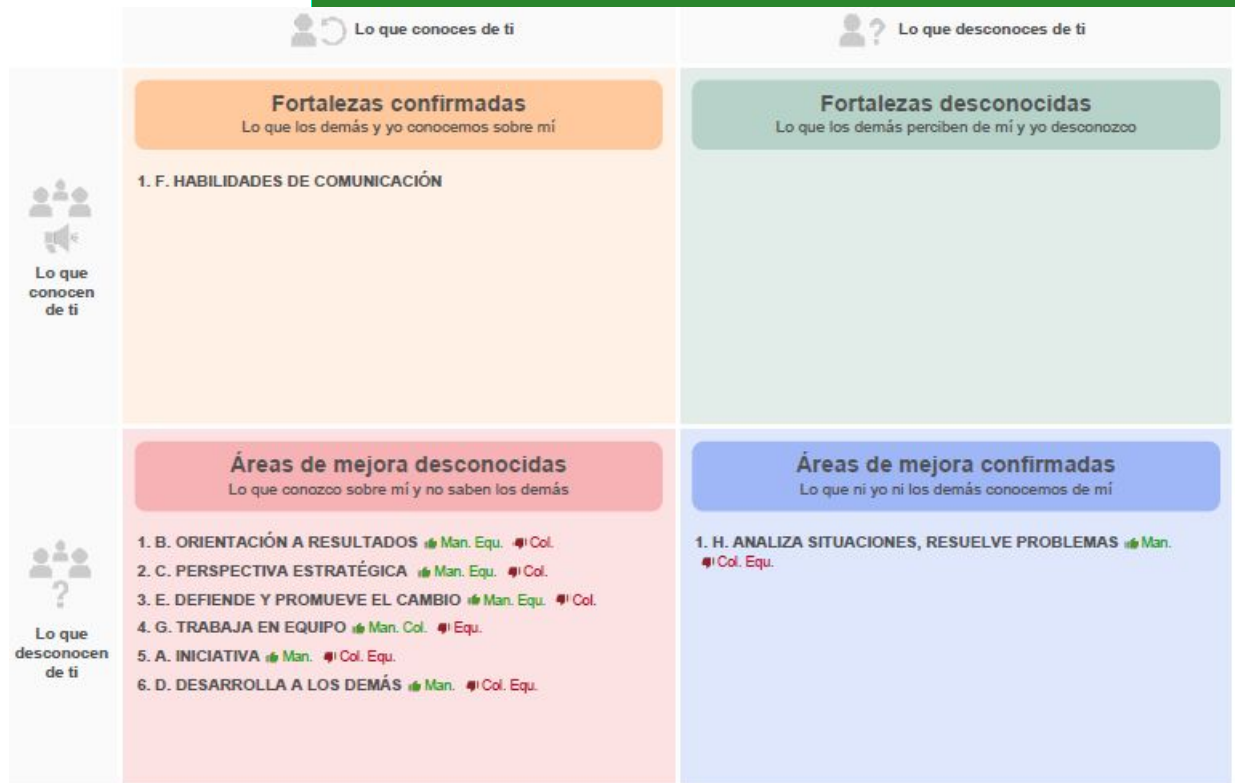 Lo que conoces de ti
? Lo que desconoces de ti
Fortalezas confirmadas
Lo que los demás y yo conocemos sobre mí
Fortalezas desconocidas
Lo que los demás perciben de mí y yo desconozco
Lo que
conocen
de ti
1. F. HABILIDADES DE COMUNICACIÓN
Áreas de mejora desconocidas
Lo que conozco sobre mí y no saben los demás
Áreas de mejora confirmadas
Lo que ni yo ni los demás conocemos de mí
?
Lo que
desconocen
de ti
1. B. ORIENTACIÓN A RESULTADOS Man. Equ. Col.
2. C. PERSPECTIVA ESTRATÉGICA Man. Equ. Col.
3. E. DEFIENDE Y PROMUEVE EL CAMBIO Man. Equ. Col.
4. G. TRABAJA EN EQUIPO Man. Col. Equ.
5. A. INICIATIVA Man. Col. Equ.
6. D. DESARROLLA A LOS DEMÁS Man. Col. Equ.
1. H. ANALIZA SITUACIONES, RESUELVE PROBLEMAS Man.
Col. Equ.